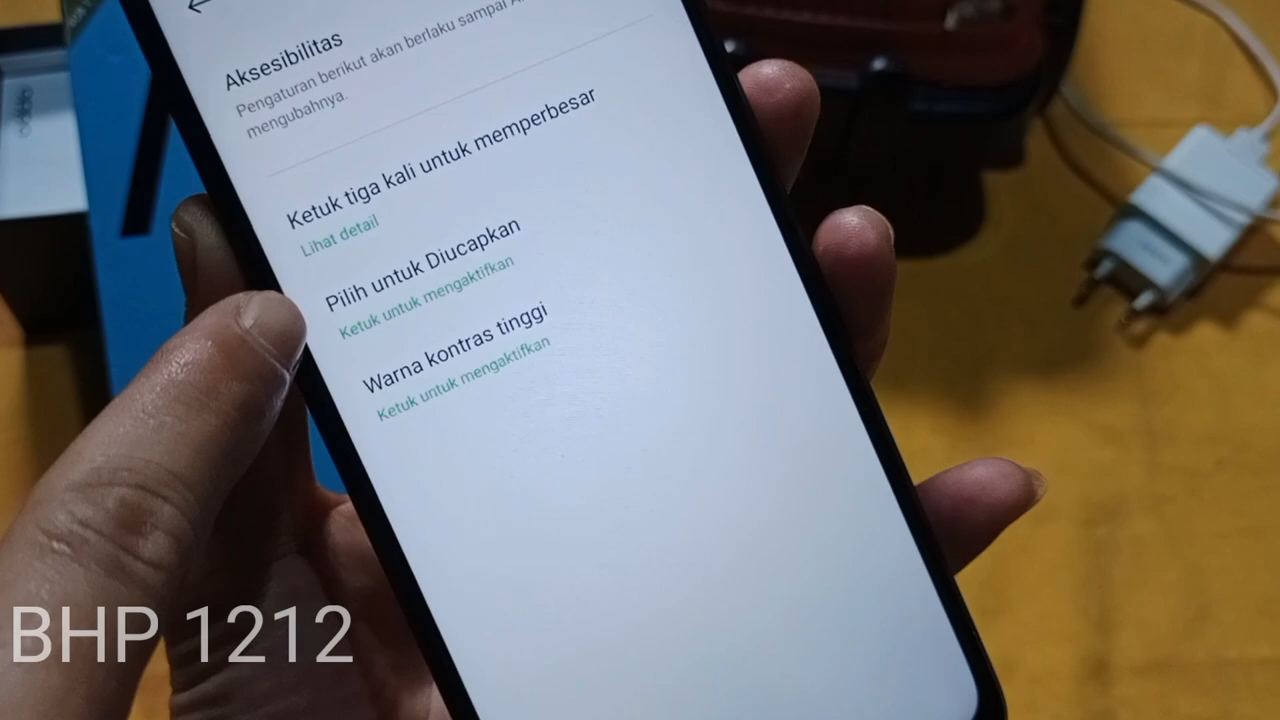 Aksesibilitas
Pengaturan berikut akan berlaku sampai
mengubahnya.
Ketuk tiga kali untuk memperbesar
Lihat detail
Pilih untuk Diucapkan
Ketuk untuk mengaktifkan
Warna kontras tinggi
Ketuk untuk mengaktifkan
oppo
BHP 1212